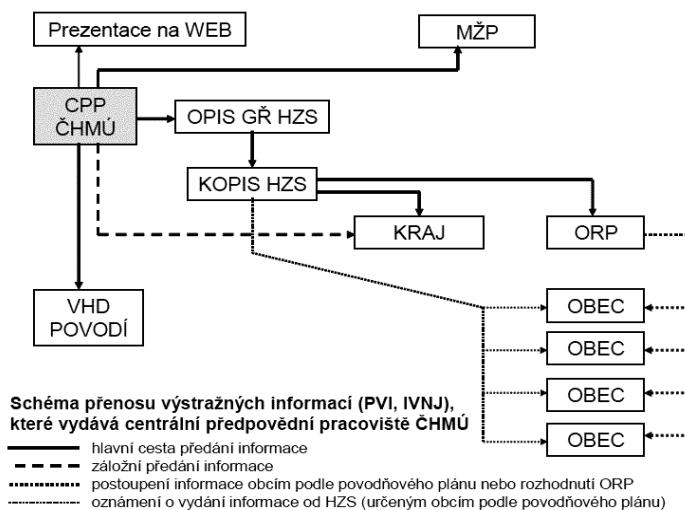 Prezentace na WEB
MŽP
CPP
ČHMÚ
OPIS GŘ HZS
KOPIS HZS
KRAJ
ORP
VHD
POVODÍ
OBEC
OBEC
OBEC
OBEC
Schéma přenosu výstražných informací (PVI, IVNJ),
které vydává centrální předpovědní pracoviště ČHMÚ
hlavní cesta předání informace
záložní předání informace
postoupení informace obcím podle povodňového plánu nebo rozhodnutí ORP
oznámení o vydání informace od HZS (určeným obcím podle povodňového plánu)